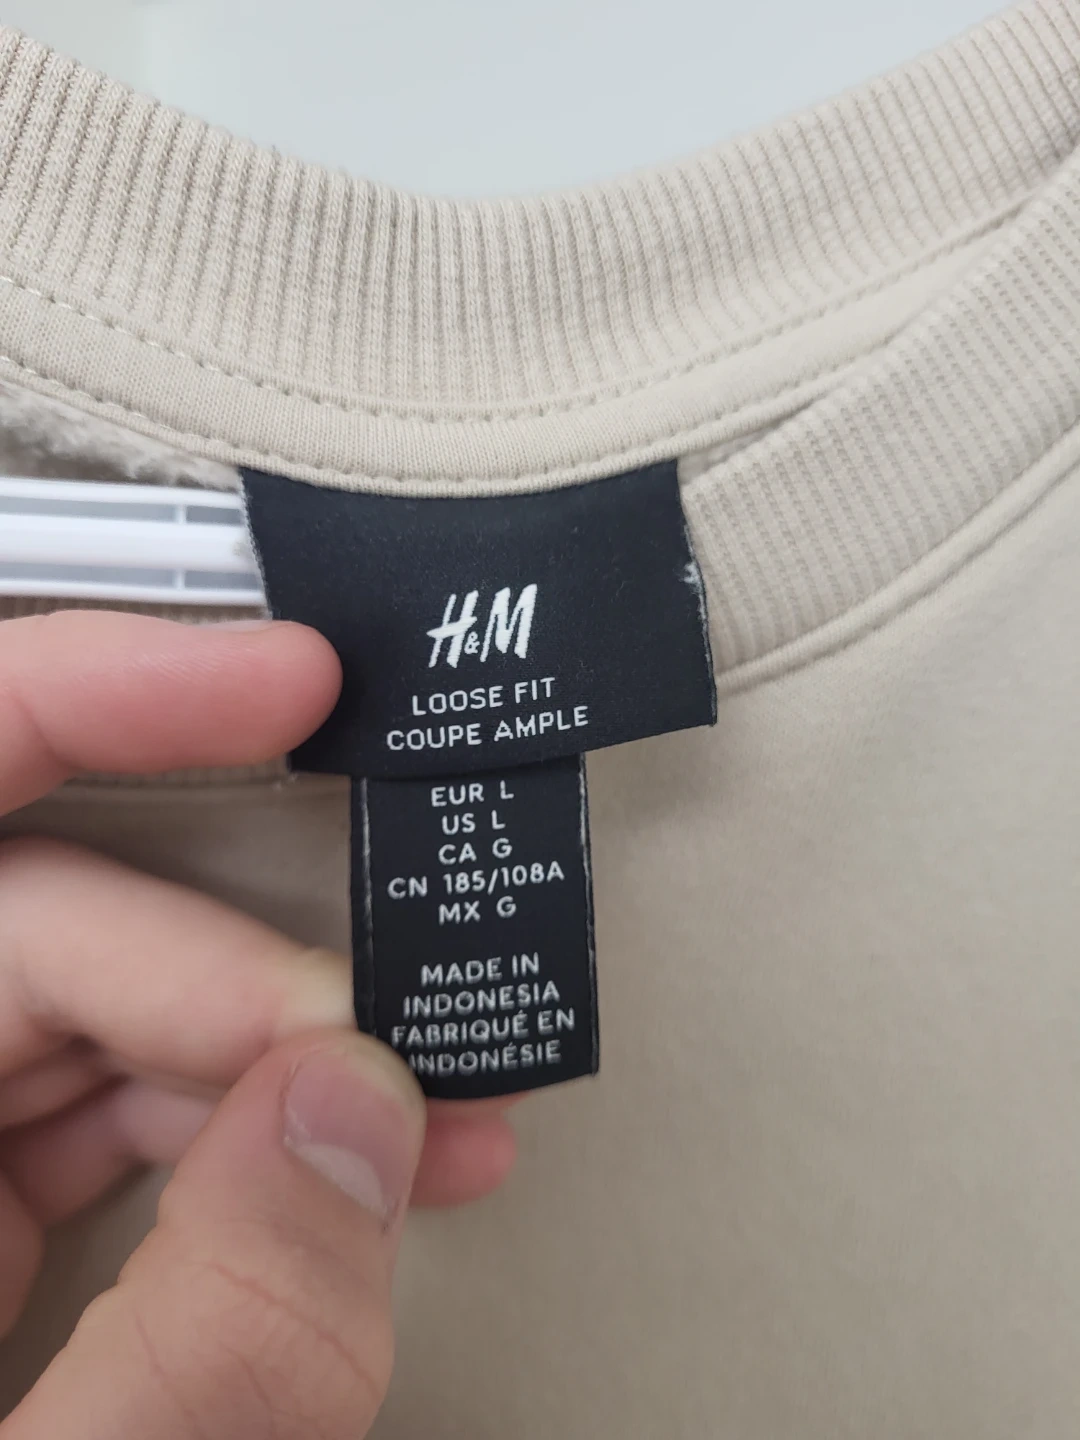 H&M
LOOSE FIT
COUPE AMPLE
EUR L
US L
CA G
CN 185/108A
MX G
MADE IN
INDONESIA
FABRIQUÉ EN
INDONÉSIE